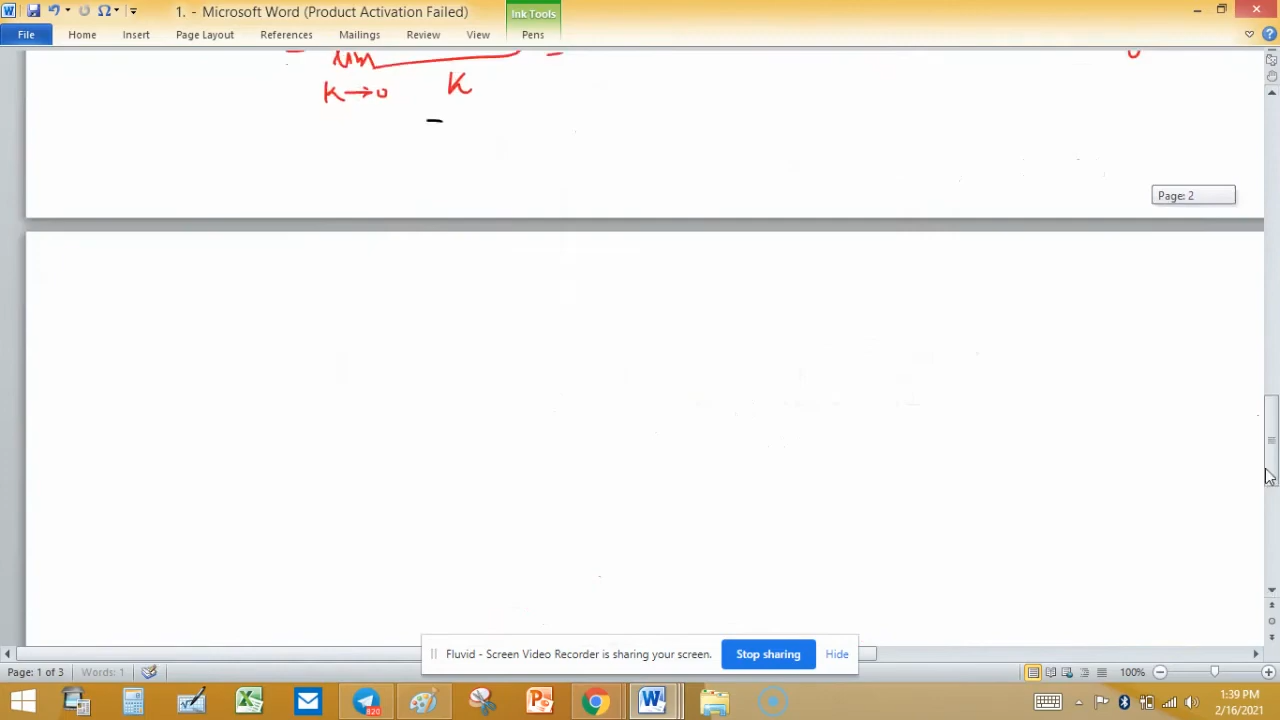 1. - Microsoft Word (Product Activation Failed)
Ink Tools
File Home Insert Page Layout References Mailings Review View Pens
= lim =
K→0 K
=
Page: 2
Fluvid - Screen Video Recorder is sharing your screen. Stop sharing Hide
Page: 1 of 3 Words: 1 100%
820
1:39 PM
2/16/2021